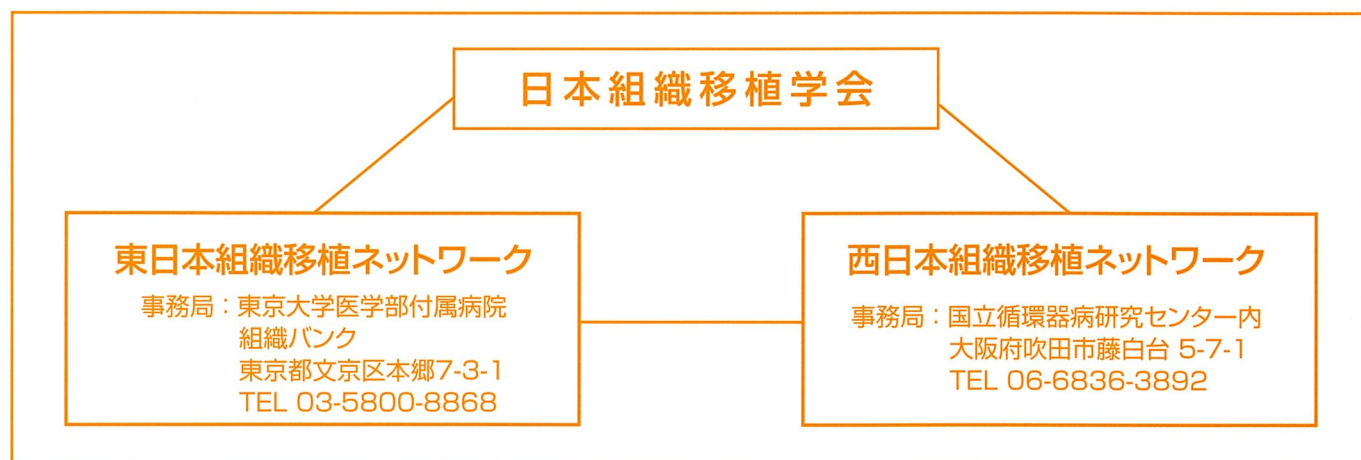 日本組織移植学会
東日本組織移植ネットワーク
事務局：東京大学医学部付属病院
組織バンク
東京都文京区本郷7-3-1
TEL 03-5800-8868
西日本組織移植ネットワーク
事務局：国立循環器病研究センター内
大阪府吹田市藤白台 5-7-1
TEL 06-6836-3892